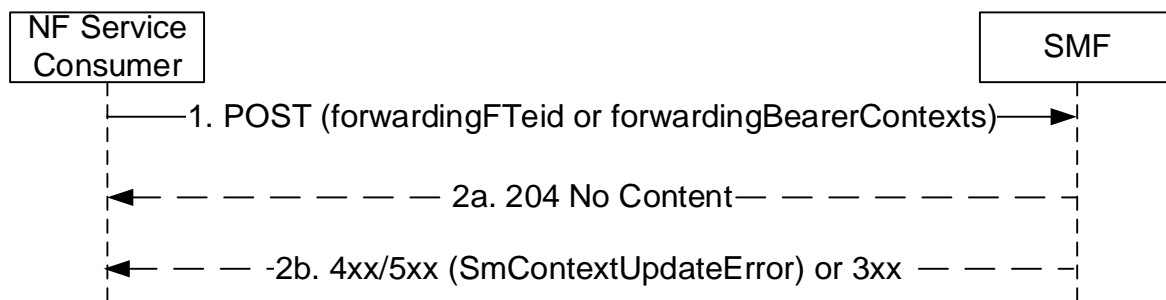 NF Service
Consumer
SMF
1. POST (forwardingFTeid or forwardingBearerContexts)
2a. 204 No Content
2b. 4xx/5xx (SmContextUpdateError) or 3xx